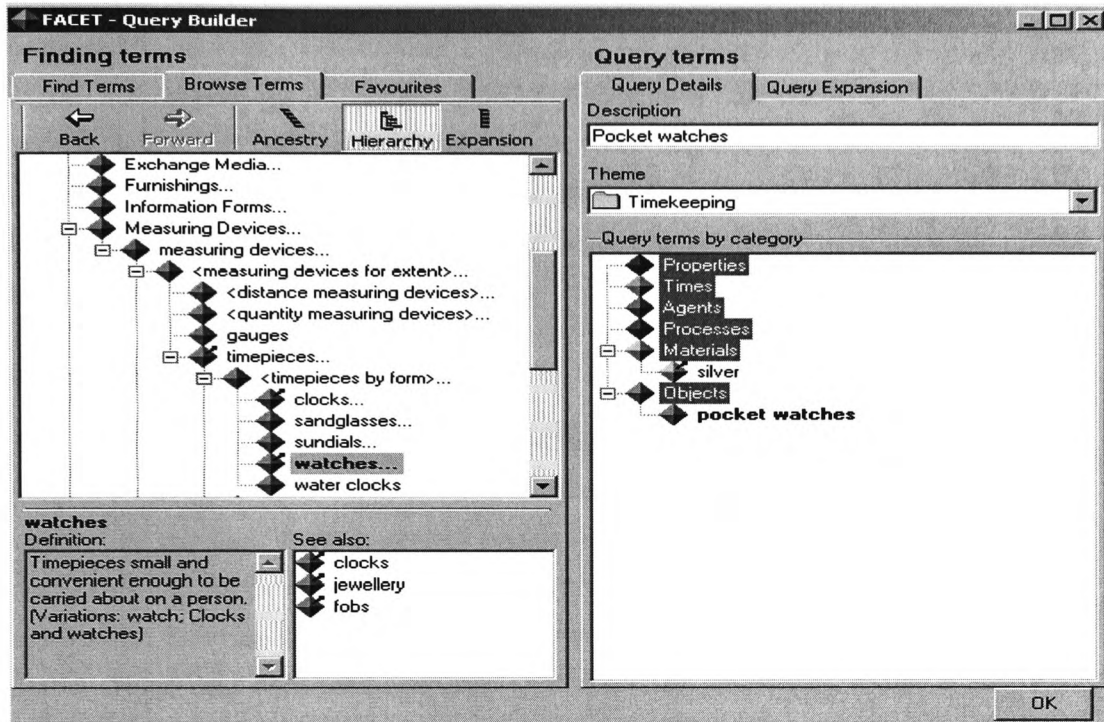 FACET - Query Builder
Finding terms
Find Terms
Browse Terms
Favourites
Back
Forward
Ancestry
Hierarchy
Expansion
Exchange Media...
Furnishings...
Information Forms...
Measuring Devices...
measuring devices...
<measuring devices for extent>...
<distance measuring devices>...
<quantity measuring devices>...
gauges
timepieces...
<timepieces by form>...
clocks...
sandglasses...
sundials...
watches...
water clocks
watches
Definition:
Timepieces small and
convenient enough to be
carried about on a person.
(Variations: watch; Clocks
and watches)
See also:
clocks
jewellery
fobs
Query terms
Query Details
Query Expansion
Description
Pocket watches
Theme
Timekeeping
Query terms by category
Properties
Times
Agents
Processes
Materials
silver
Objects
pocket watches
OK